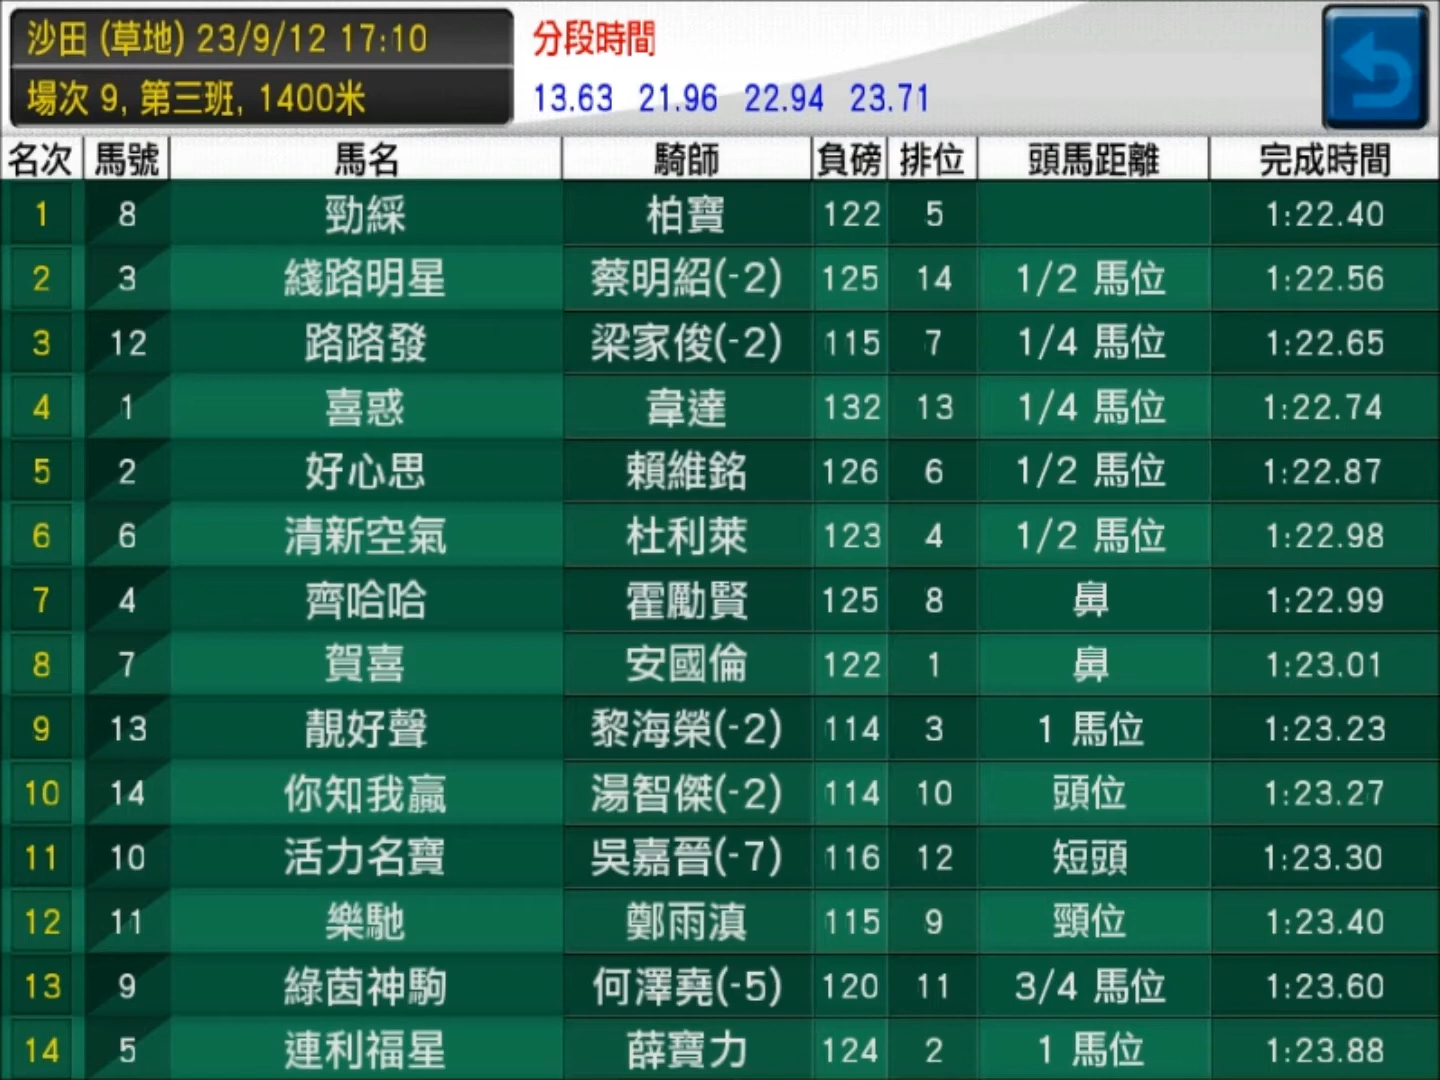 沙田 (草地) 23/9/12 17:10
場次 9, 第三班, 1400米
分段時間
13.63 21.96 22.94 23.71
名次 馬號 馬名 騎師 負磅 排位 頭馬距離 完成時間
1 8 勁綵 柏寶 122 5 1:22.40
2 3 綫路明星 蔡明紹(-2) 125 14 1/2 馬位 1:22.56
3 12 路路發 梁家俊(-2) 115 7 1/4 馬位 1:22.65
4 1 喜惑 韋達 132 13 1/4 馬位 1:22.74
5 2 好心思 賴維銘 126 6 1/2 馬位 1:22.87
6 6 清新空氣 杜利萊 123 4 1/2 馬位 1:22.98
7 4 齊哈哈 霍勵賢 125 8 鼻 1:22.99
8 7 賀喜 安國倫 122 1 鼻 1:23.01
9 13 靚好聲 黎海榮(-2) 114 3 1 馬位 1:23.23
10 14 你知我贏 湯智傑(-2) 114 10 頭位 1:23.27
11 10 活力名寶 吳嘉晉(-7) 116 12 短頭 1:23.30
12 11 樂馳 鄭雨滇 115 9 頸位 1:23.40
13 9 綠茵神駒 何澤堯(-5) 120 11 3/4 馬位 1:23.60
14 5 連利福星 薛寶力 124 2 1 馬位 1:23.88